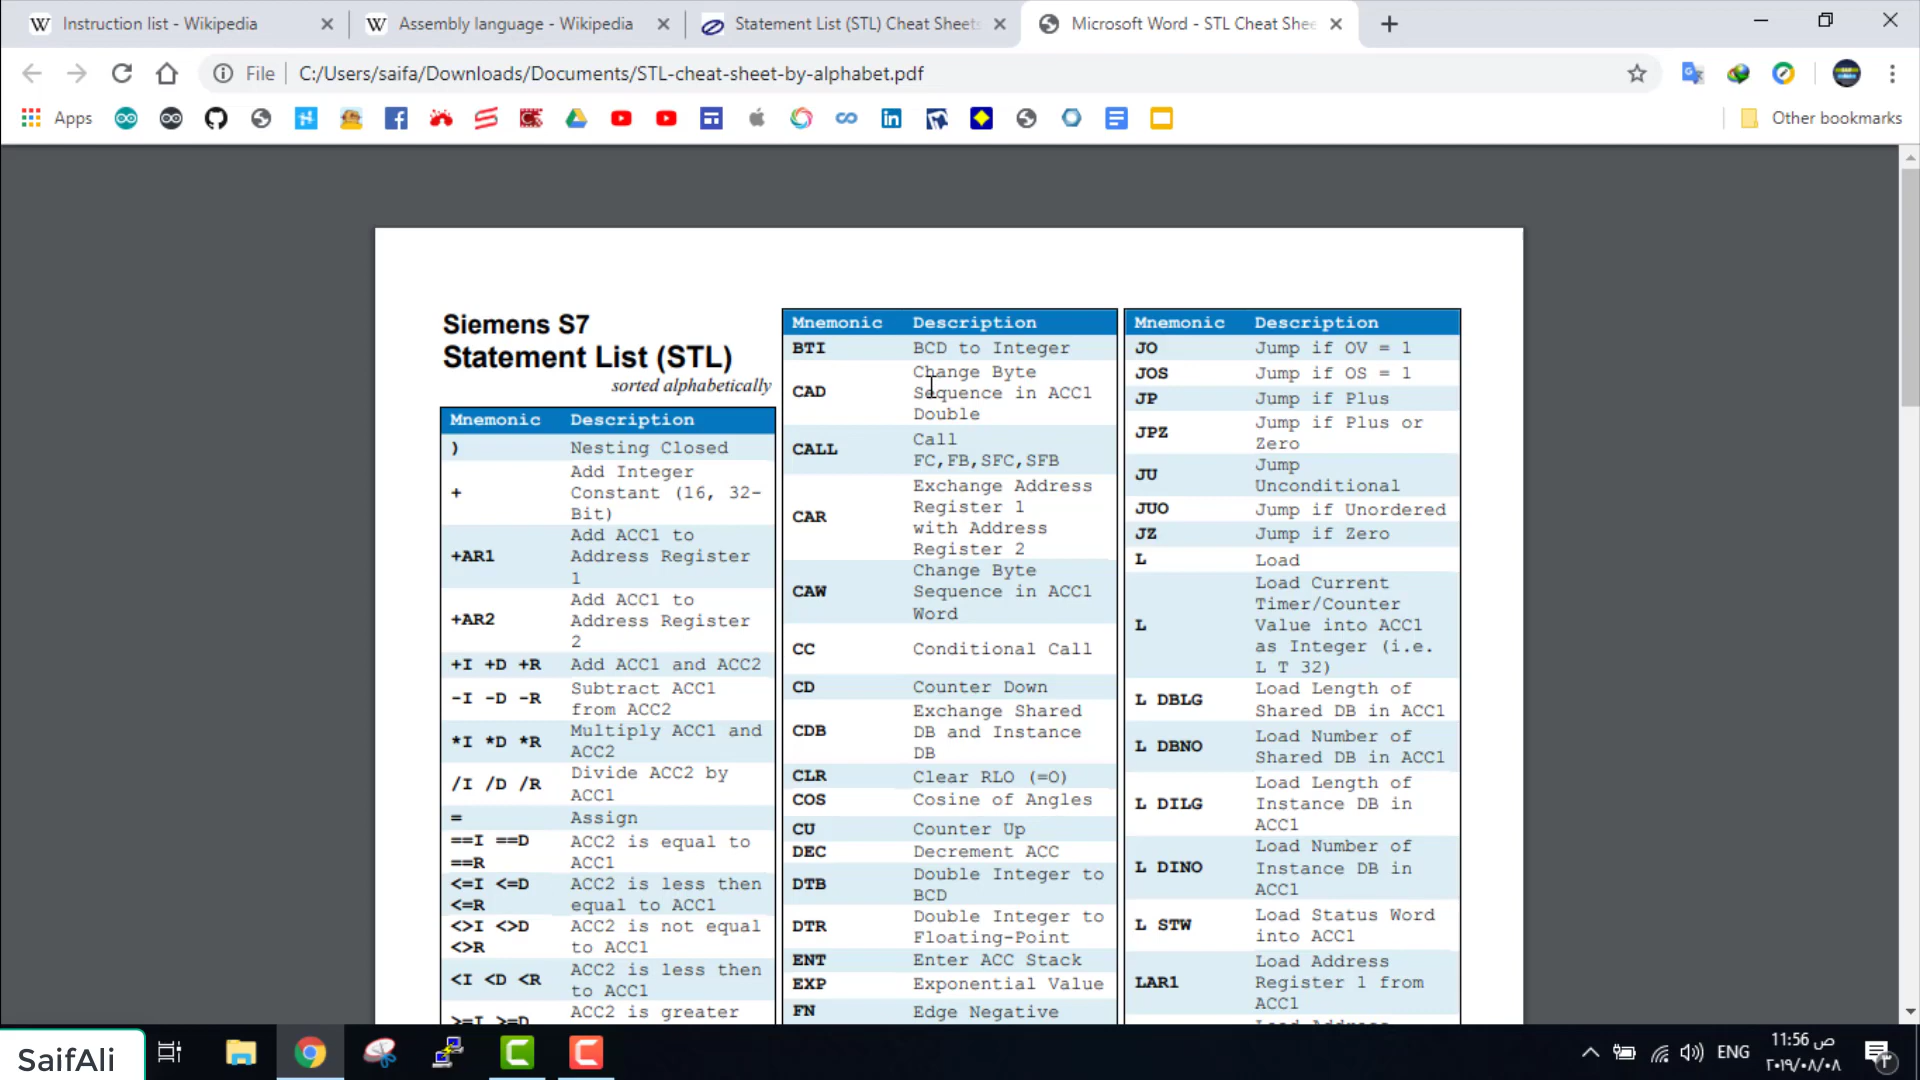 Instruction list - Wikipedia
Assembly language - Wikipedia
Statement List (STL) Cheat Sheets
Microsoft Word - STL Cheat Shee
File
C:/Users/saifa/Downloads/Documents/STL-cheat-sheet-by-alphabet.pdf
Apps
Other bookmarks
Siemens S7
Statement List (STL)
sorted alphabetically
Mnemonic Description
) Nesting Closed
+ Add Integer
Constant (16, 32-
Bit)
+AR1 Add ACC1 to
Address Register
1
+AR2 Add ACC1 to
Address Register
2
+I +D +R Add ACC1 and ACC2
-I -D -R Subtract ACC1
from ACC2
*I *D *R Multiply ACC1 and
ACC2
/I /D /R Divide ACC2 by
ACC1
= Assign
==I ==D ACC2 is equal to
==R ACC1
<=I <=D ACC2 is less then
<=R equal to ACC1
<>I <>D ACC2 is not equal
<>R to ACC1
<I <D <R ACC2 is less then
to ACC1
>=I >=D ACC2 is greater
Mnemonic Description
BTI BCD to Integer
CAD Change Byte
Sequence in ACC1
Double
CALL Call
FC,FB,SFC,SFB
CAR Exchange Address
Register 1
with Address
Register 2
CAW Change Byte
Sequence in ACC1
Word
CC Conditional Call
CD Counter Down
CDB Exchange Shared
DB and Instance
DB
CLR Clear RLO (=O)
COS Cosine of Angles
CU Counter Up
DEC Decrement ACC
DTB Double Integer to
BCD
DTR Double Integer to
Floating-Point
ENT Enter ACC Stack
EXP Exponential Value
FN Edge Negative
Mnemonic Description
JO Jump if OV = 1
JOS Jump if OS = 1
JP Jump if Plus
JPZ Jump if Plus or
Zero
JU Jump
Unconditional
JUO Jump if Unordered
JZ Jump if Zero
L Load
L Load Current
Timer/Counter
Value into ACC1
as Integer (i.e.
L T 32)
L DBLG Load Length of
Shared DB in ACC1
L DBNO Load Number of
Shared DB in ACC1
L DILG Load Length of
Instance DB in
ACC1
L DINO Load Number of
Instance DB in
ACC1
L STW Load Status Word
into ACC1
LAR1 Load Address
Register 1 from
ACC1
Load Address
SaifAli
ENG
11:56 ص
٢٠١٩/٠٨/٠٨
٣